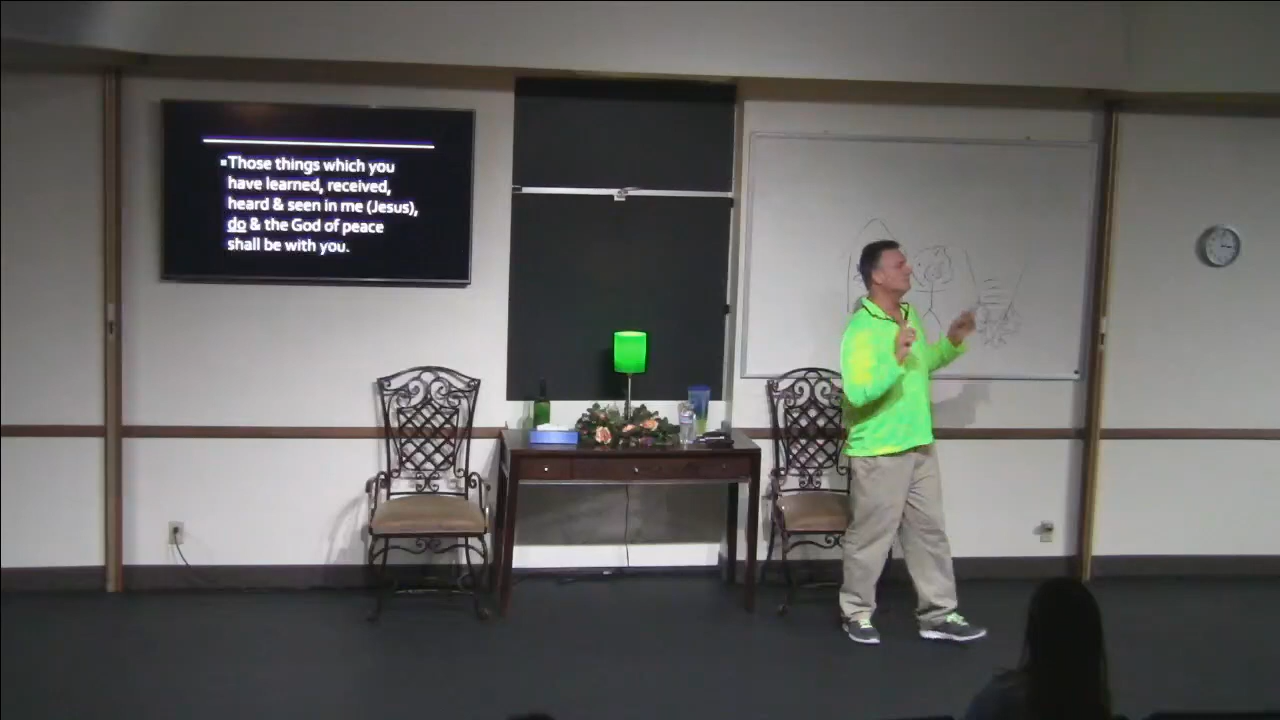 ▪Those things which you
have learned, received,
heard & seen in me (Jesus),
do & the God of peace
shall be with you.